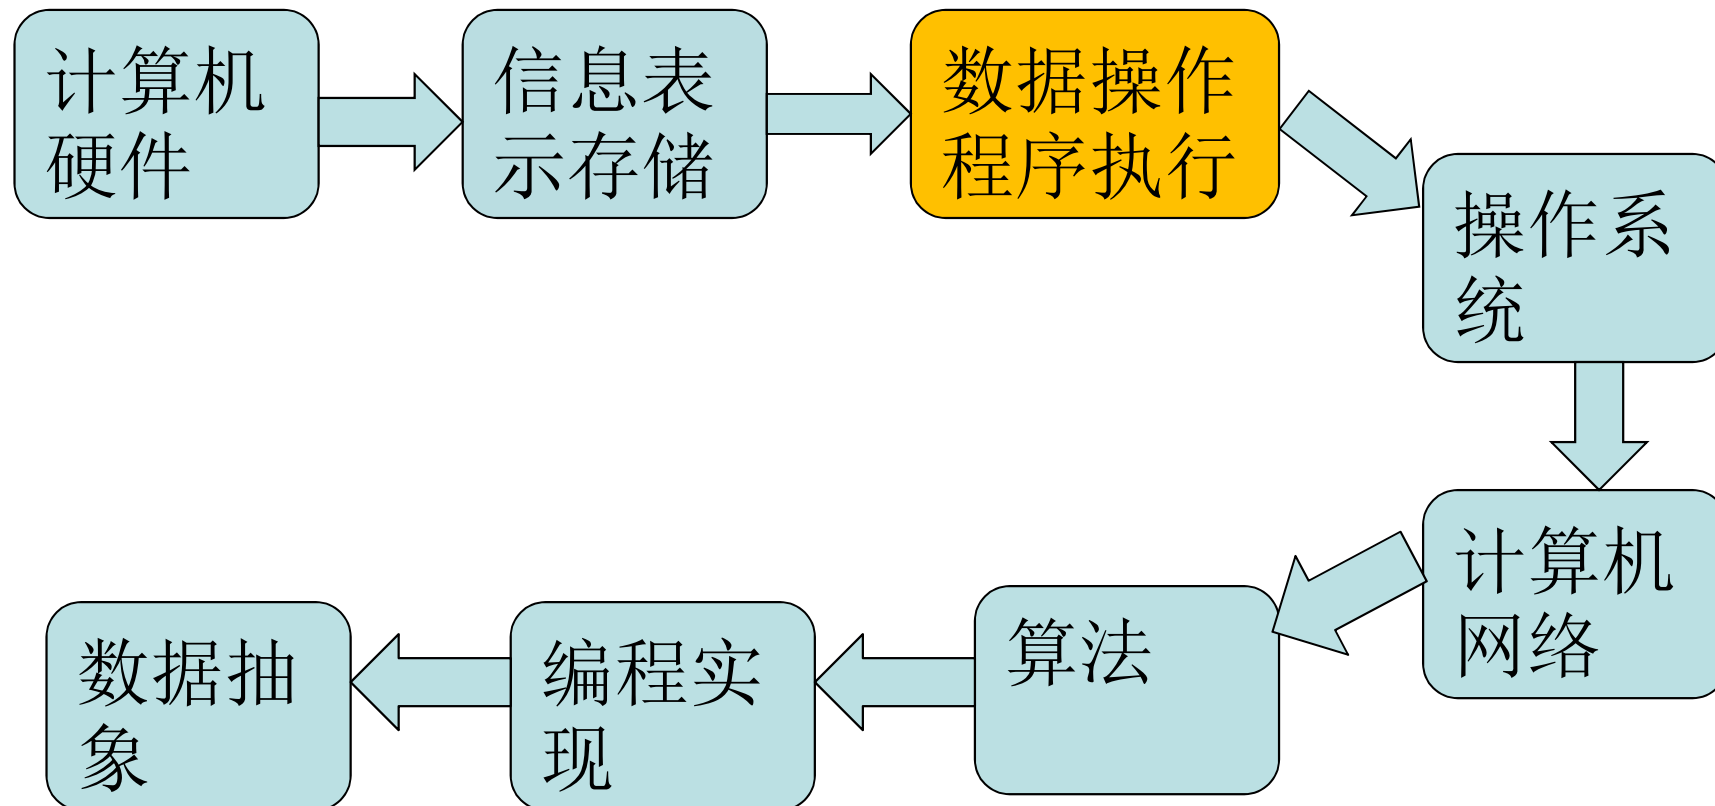 计算机
硬件
信息表
示存储
数据操作
程序执行
操作系
统
计算机
网络
算法
编程实
现
数据抽
象